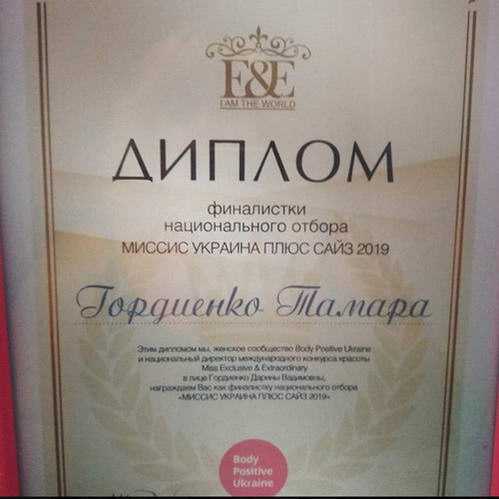 F&E
I AM THE WORLD
ДИПЛОМ
финалистки
национального отбора
МИССИС УКРАИНА ПЛЮС САЙЗ 2019
Гордиенко Тамара
Этим дипломом мы, женское сообщество Body Positive Ukraine
и национальный директор международного конкурса красоты
Miss Exclusive & Extraordinary
в лице Гордиенко Дарины Вадимовны,
награждаем Вас как финалистку национального отбора
«МИССИС УКРАИНА ПЛЮС САЙЗ 2019»
Body
Positive
Ukraine